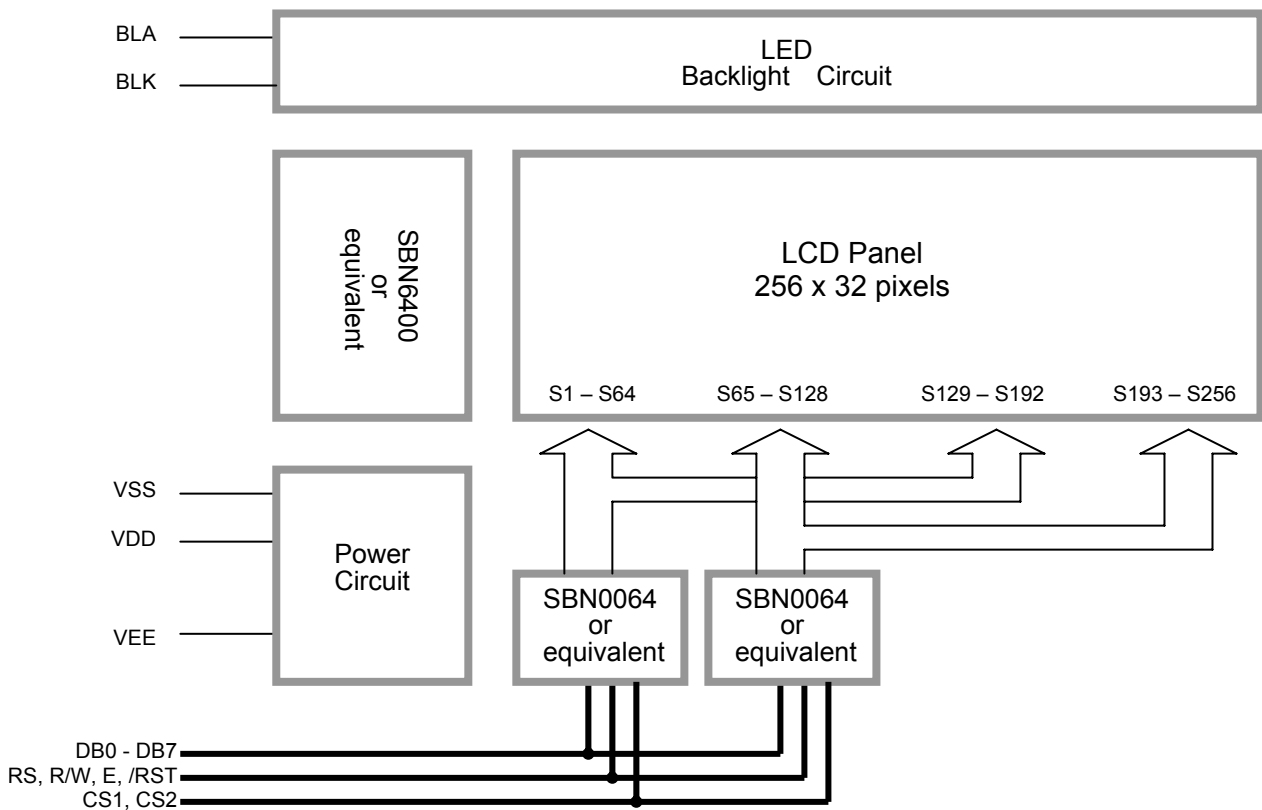 BLA
BLK
LED
Backlight Circuit
SBN6400
or
equivalent
LCD Panel
256 x 32 pixels
S1 – S64
S65 – S128
S129 – S192
S193 – S256
VSS
VDD
VEE
Power
Circuit
SBN0064
or
equivalent
SBN0064
or
equivalent
DB0 - DB7
RS, R/W, E, /RST
CS1, CS2